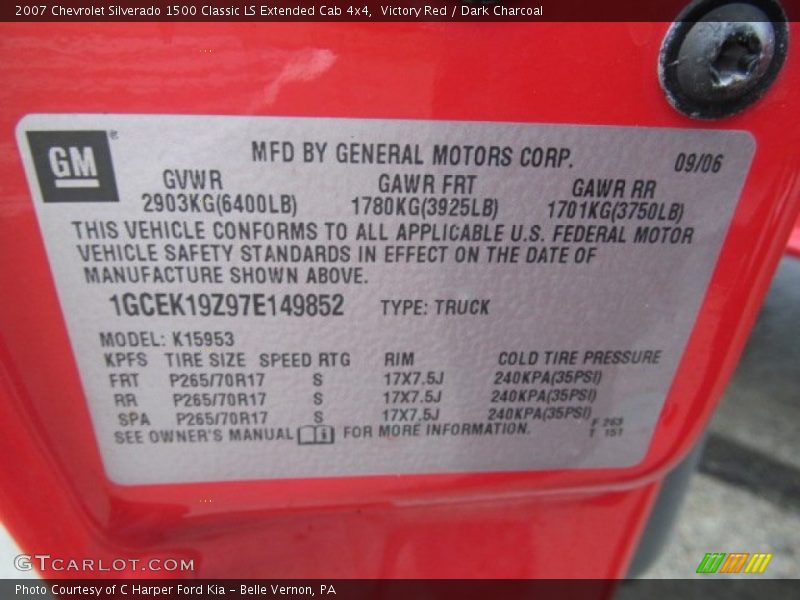 2007 Chevrolet Silverado 1500 Classic LS Extended Cab 4x4, Victory Red / Dark Charcoal
GM®
MFD BY GENERAL MOTORS CORP. 09/06
GVWR GAWR FRT GAWR RR
2903KG(6400LB) 1780KG(3925LB) 1701KG(3750LB)
THIS VEHICLE CONFORMS TO ALL APPLICABLE U.S. FEDERAL MOTOR
VEHICLE SAFETY STANDARDS IN EFFECT ON THE DATE OF
MANUFACTURE SHOWN ABOVE.
1GCEK19Z97E149852 TYPE: TRUCK
MODEL: K15953
KPFS TIRE SIZE SPEED RTG RIM COLD TIRE PRESSURE
FRT P265/70R17 S 17X7.5J 240KPA(35PSI)
RR P265/70R17 S 17X7.5J 240KPA(35PSI)
SPA P265/70R17 S 17X7.5J 240KPA(35PSI)
SEE OWNER'S MANUAL FOR MORE INFORMATION.
F 263
T 151
GTCARLOT.COM
Photo Courtesy of C Harper Ford Kia - Belle Vernon, PA